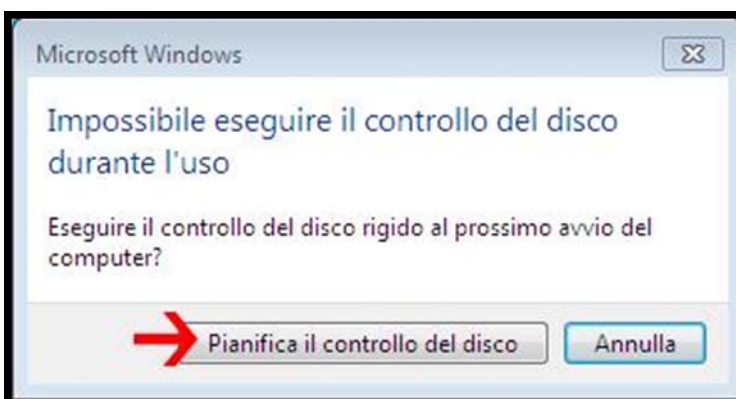 Microsoft Windows
Impossibile eseguire il controllo del disco
durante l'uso
Eseguire il controllo del disco rigido al prossimo avvio del
computer?
Pianifica il controllo del disco
Annulla